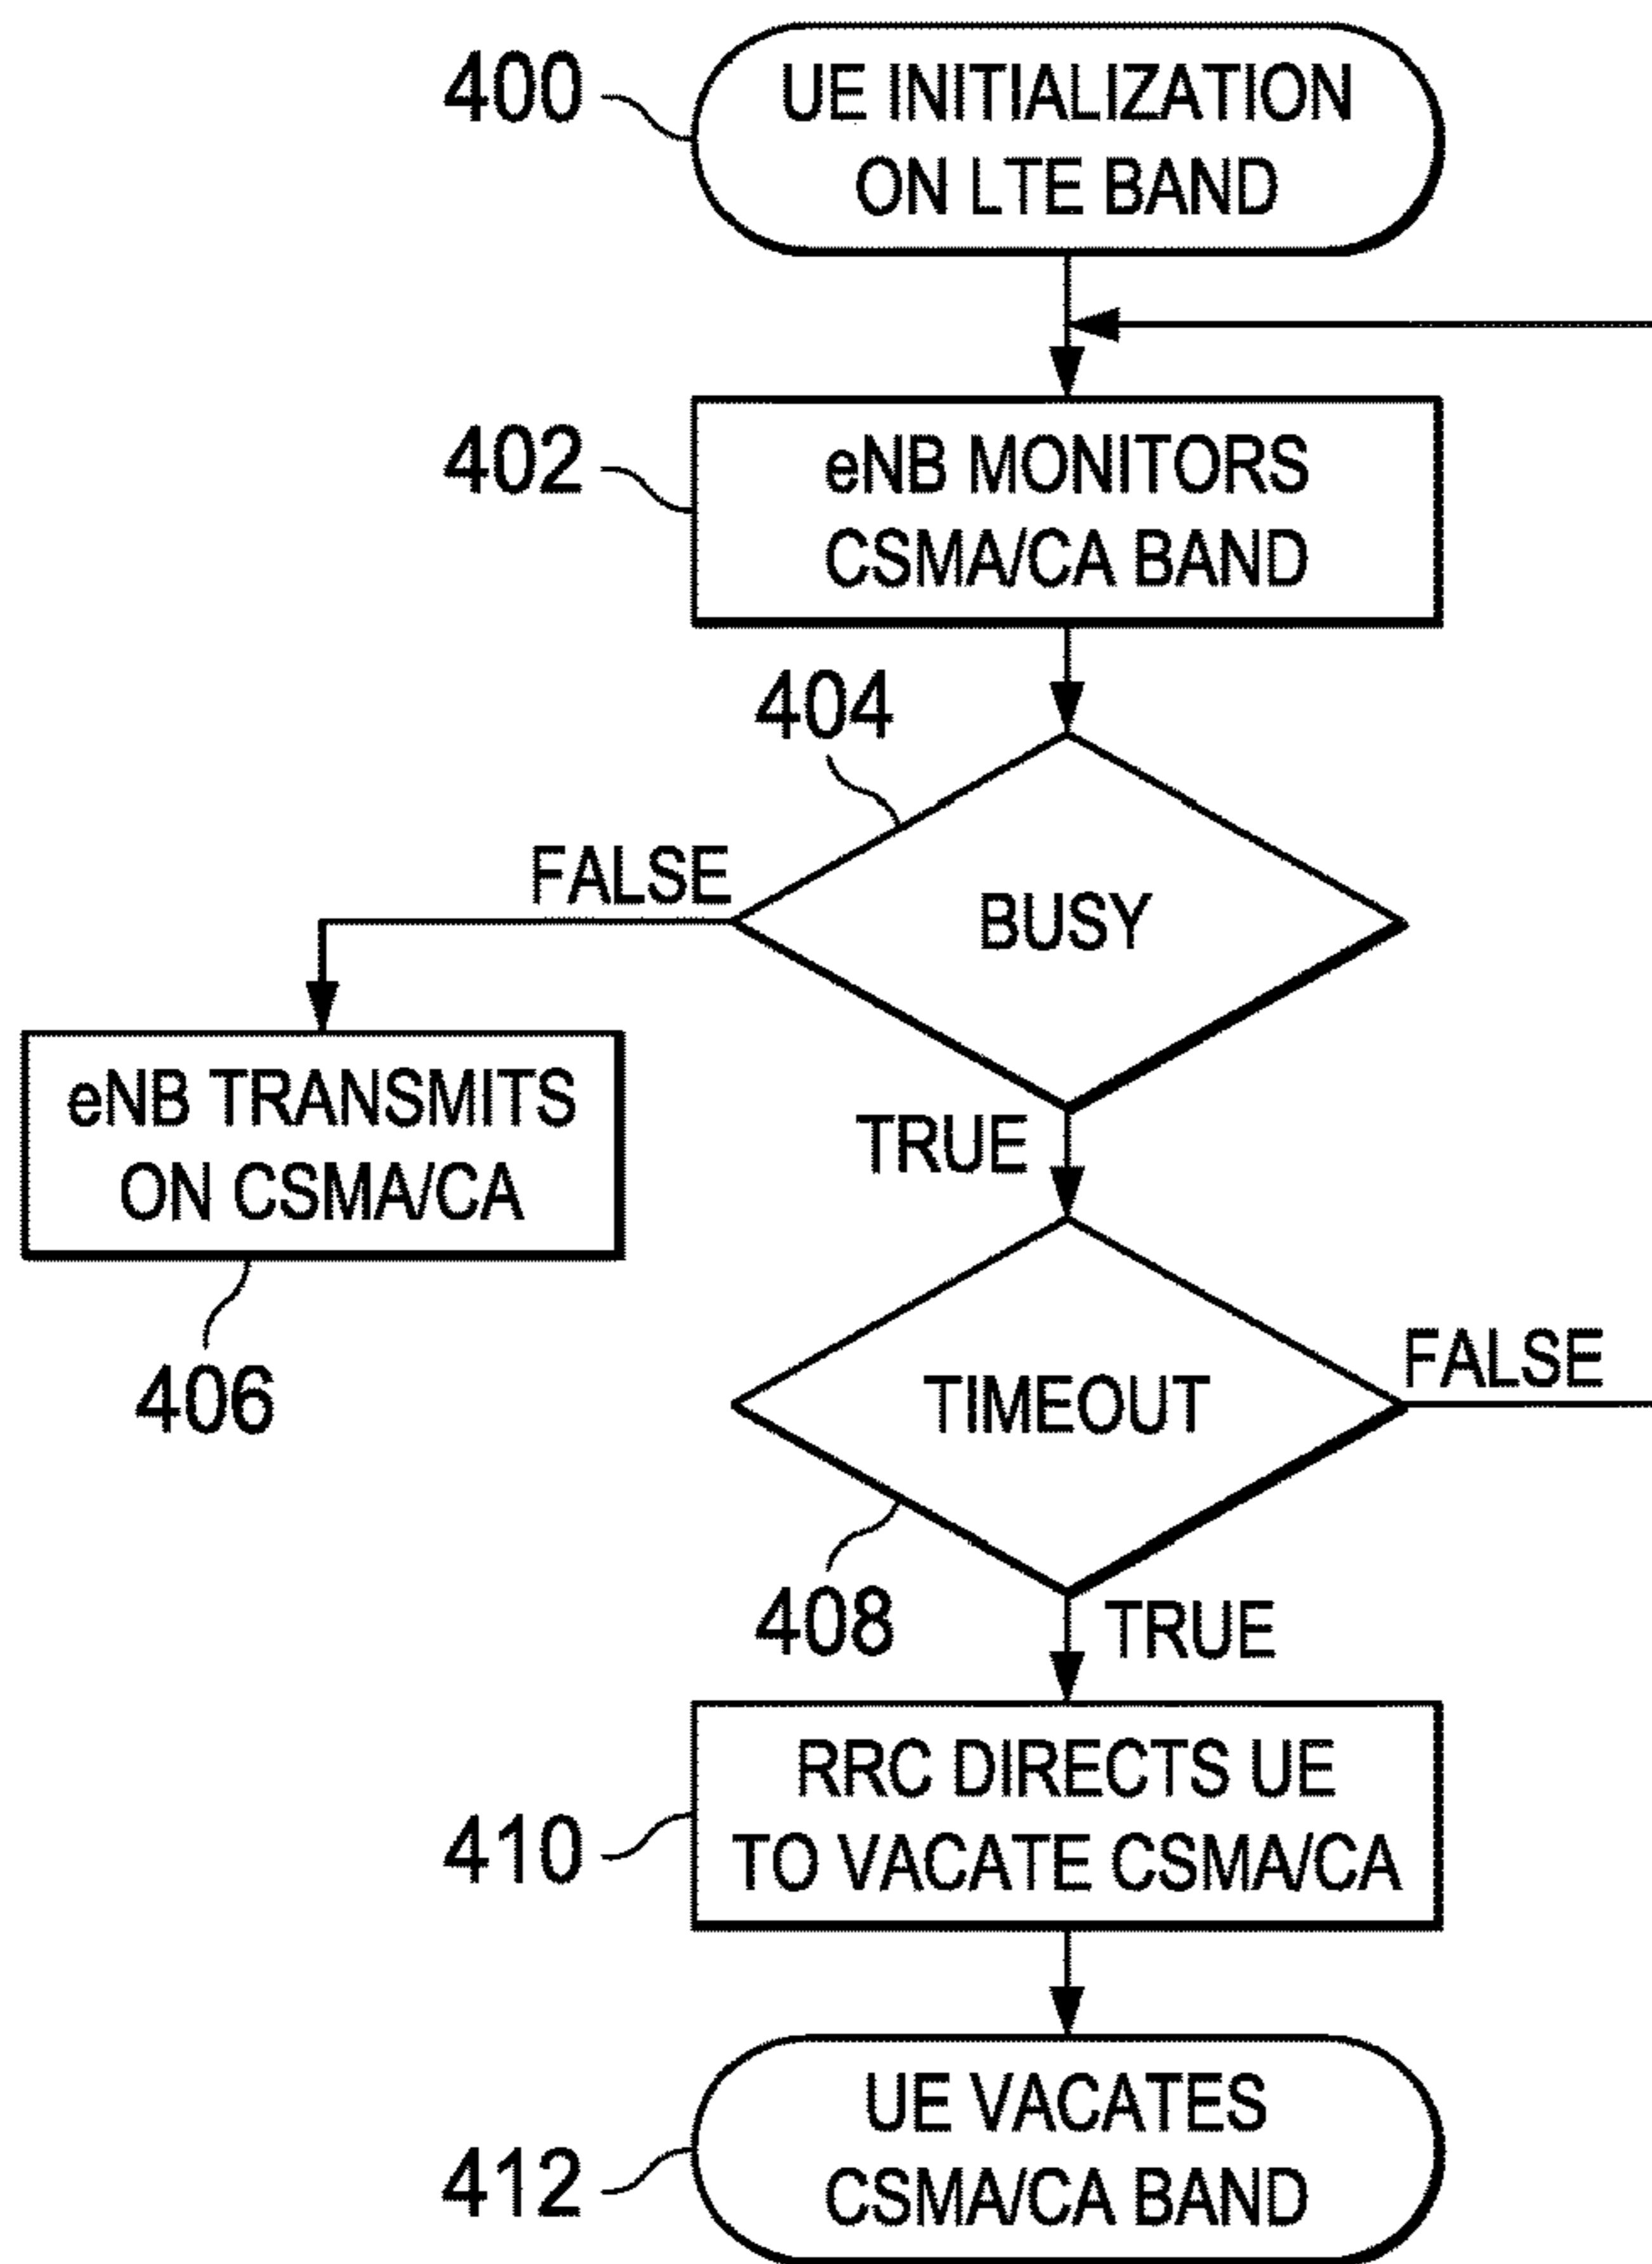 400
UE INITIALIZATION
ON LTE BAND
402
eNB MONITORS
CSMA/CA BAND
404
FALSE
BUSY
eNB TRANSMITS
ON CSMA/CA
TRUE
406
FALSE
TIMEOUT
408
TRUE
410
RRC DIRECTS UE
TO VACATE CSMA/CA
412
UE VACATES
CSMA/CA BAND